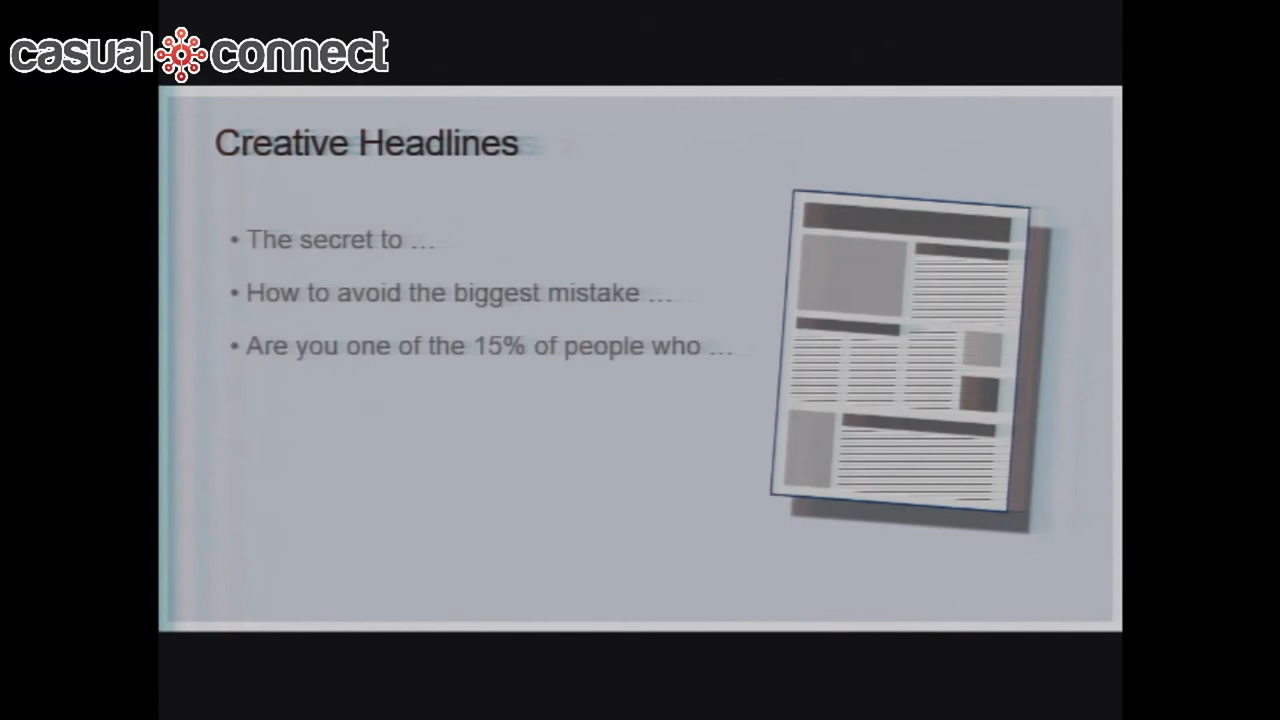 casual connect
Creative Headlines
• The secret to ...
• How to avoid the biggest mistake ...
• Are you one of the 15% of people who ...